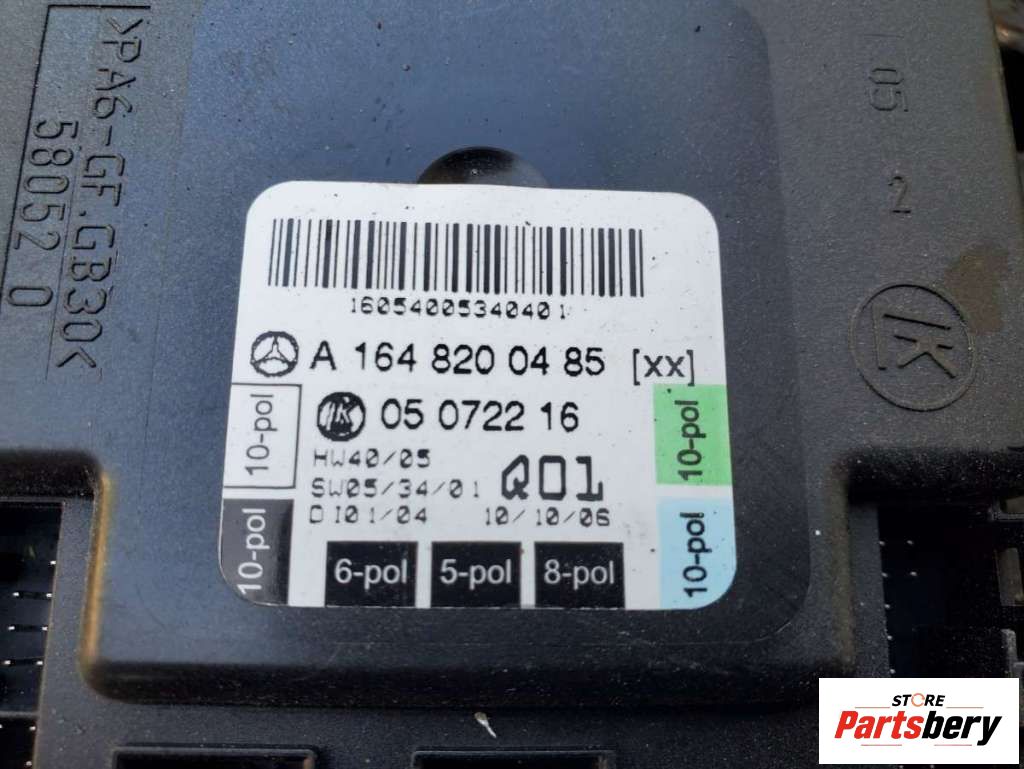 >PA6-GF.GB30<
58052 0
05
2
1605400534040 1
A 164 820 04 85 [xx]
05 0722 16
HW40/05
SW05/34/01 Q01
DI01/04 10/10/06
10-pol
10-pol
10-pol
10-pol
6-pol 5-pol 8-pol
STORE
Partsbery